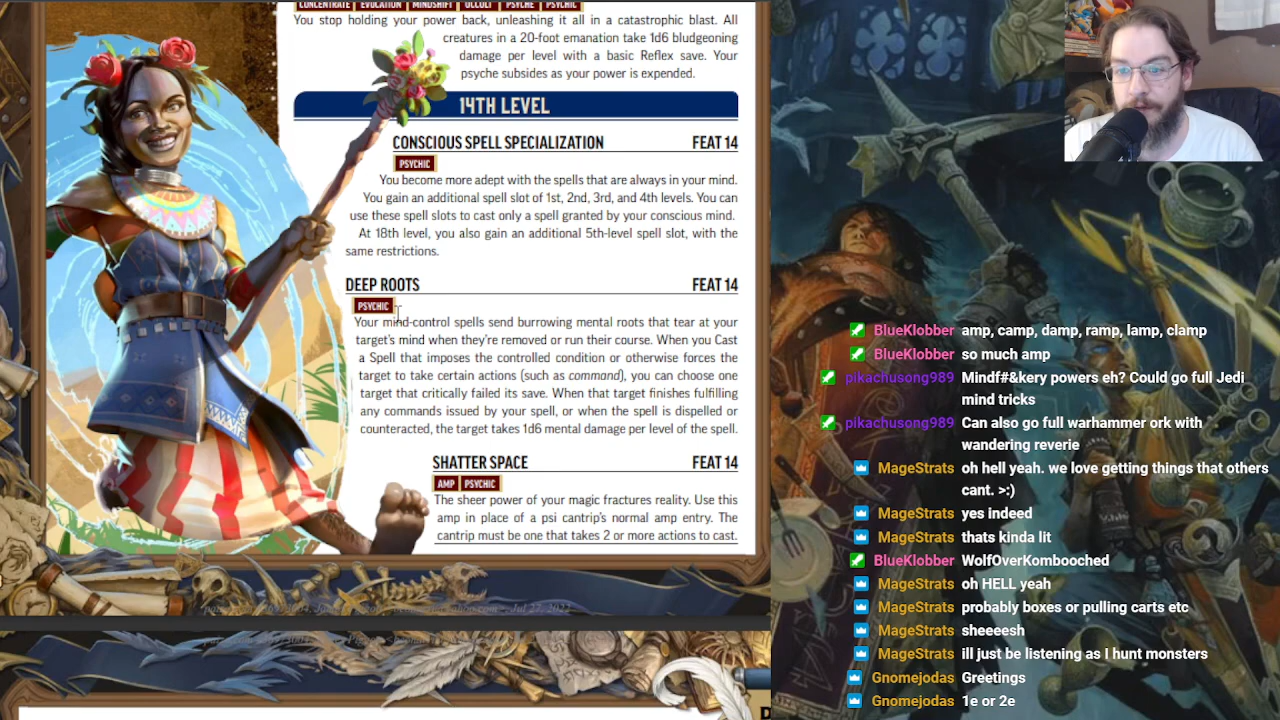 CONCENTRATE EVOCATION MINDSHIFT OCCULT PSYCHE PSYCHIC
You stop holding your power back, unleashing it all in a catastrophic blast. All
creatures in a 20-foot emanation take 1d6 bludgeoning
damage per level with a basic Reflex save. Your
psyche subsides as your power is expended.
14TH LEVEL
CONSCIOUS SPELL SPECIALIZATION FEAT 14
PSYCHIC
You become more adept with the spells that are always in your mind.
You gain an additional spell slot of 1st, 2nd, 3rd, and 4th levels. You can
use these spell slots to cast only a spell granted by your conscious mind.
At 18th level, you also gain an additional 5th-level spell slot, with the
same restrictions.
DEEP ROOTS FEAT 14
PSYCHIC
Your mind-control spells send burrowing mental roots that tear at your
target's mind when they're removed or run their course. When you Cast
a Spell that imposes the controlled condition or otherwise forces the
target to take certain actions (such as command), you can choose one
target that critically failed its save. When that target finishes fulfilling
any commands issued by your spell, or when the spell is dispelled or
counteracted, the target takes 1d6 mental damage per level of the spell.
SHATTER SPACE FEAT 14
AMP PSYCHIC
The sheer power of your magic fractures reality. Use this
amp in place of a psi cantrip's normal amp entry. The
cantrip must be one that takes 2 or more actions to cast.
BlueKlobber amp, camp, damp, ramp, lamp, clamp
BlueKlobber so much amp
pikachusong989 Mindf#&kery powers eh? Could go full Jedi
mind tricks
pikachusong989 Can also go full warhammer ork with
wandering reverie
MageStrats oh hell yeah. we love getting things that others
cant. >:)
MageStrats yes indeed
MageStrats thats kinda lit
BlueKlobber WolfOverKombooched
MageStrats oh HELL yeah
MageStrats probably boxes or pulling carts etc
MageStrats sheeeesh
MageStrats ill just be listening as I hunt monsters
Gnomejodas Greetings
Gnomejodas 1e or 2e